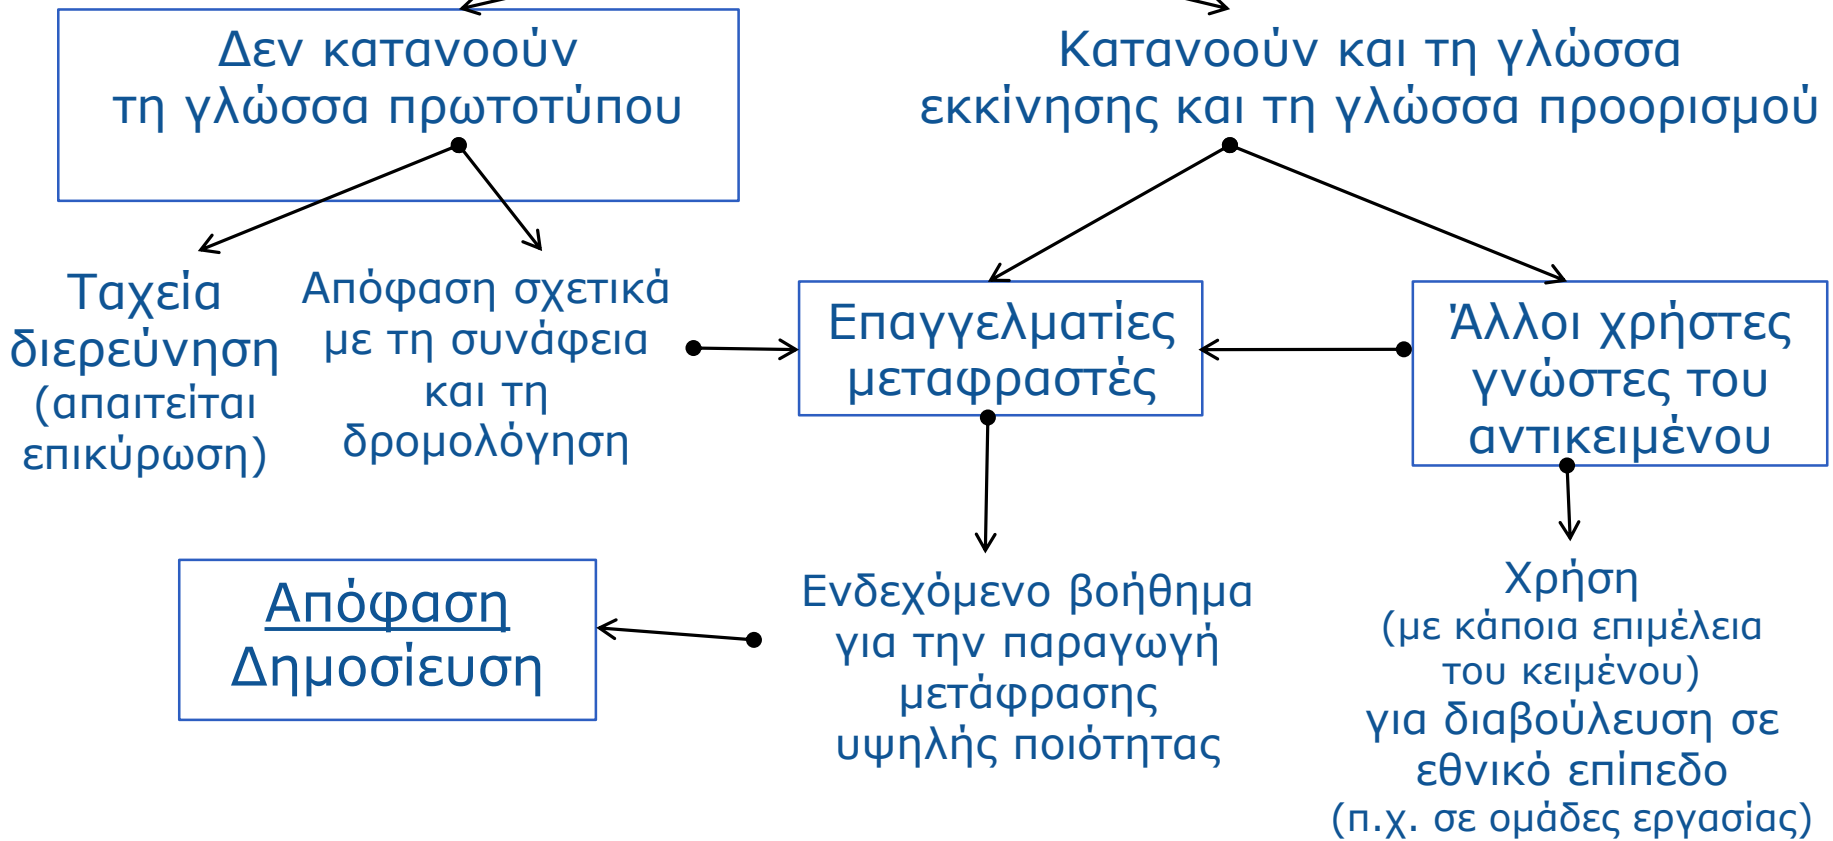 Δεν κατανοούν
τη γλώσσα πρωτοτύπου
Κατανοούν και τη γλώσσα
εκκίνησης και τη γλώσσα προορισμού
Ταχεία
διερεύνηση
(απαιτείται
επικύρωση)
Απόφαση σχετικά
με τη συνάφεια
και τη
δρομολόγηση
Επαγγελματίες
μεταφραστές
Άλλοι χρήστες
γνώστες του
αντικειμένου
Απόφαση
Δημοσίευση
Ενδεχόμενο βοήθημα
για την παραγωγή
μετάφρασης
υψηλής ποιότητας
Χρήση
(με κάποια επιμέλεια
του κειμένου)
για διαβούλευση σε
εθνικό επίπεδο
(π.χ. σε ομάδες εργασίας)